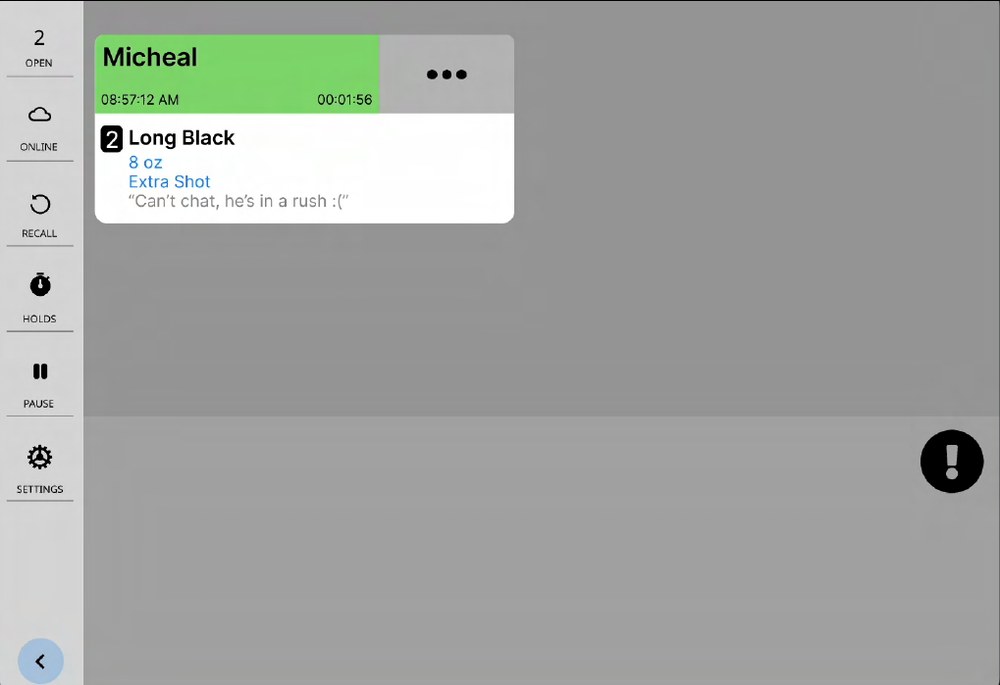 2
OPEN
ONLINE
RECALL
HOLDS
PAUSE
SETTINGS
Micheal
08:57:12 AM 00:01:56
2 Long Black
8 oz
Extra Shot
“Can’t chat, he’s in a rush :(”